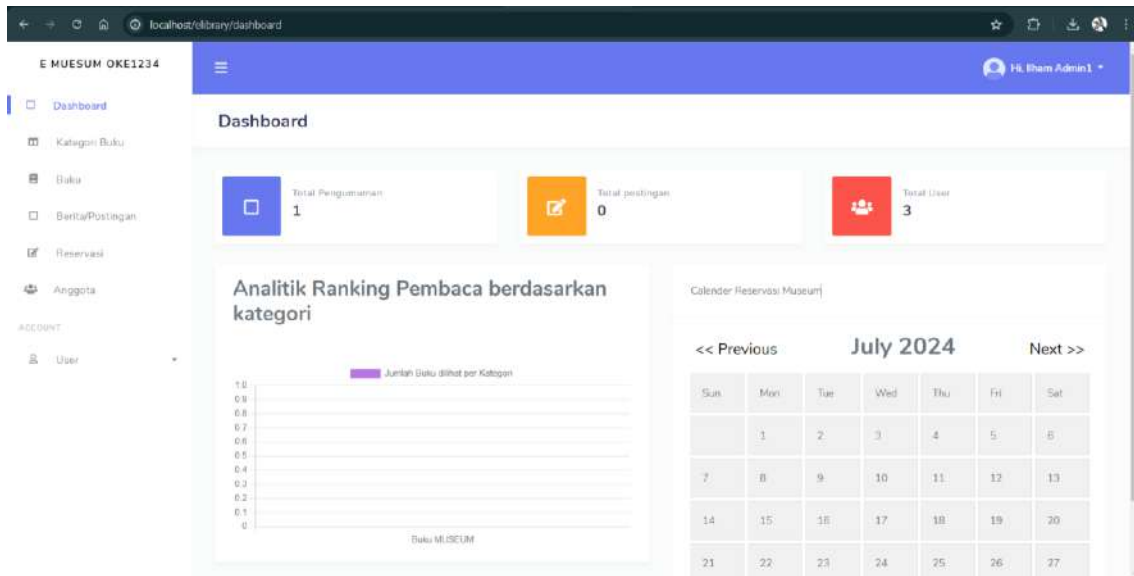 localhost/elibrary/dashboard
E MUESUM OKE1234
Hi, Ilham Admin1
Dashboard
Kategori Buku
Buku
Berita/Postingan
Reservasi
Anggota
ACCOUNT
User
Dashboard
Total Pengumuman
1
Total postingan
0
Total User
3
Analitik Ranking Pembaca berdasarkan
kategori
Jumlah Buku dilihat per Kategori
1.0
0.9
0.8
0.7
0.6
0.5
0.4
0.3
0.2
0.1
0
Buku MUSEUM
Calender Reservasi Museum
<< Previous July 2024 Next >>
Sun Mon Tue Wed Thu Fri Sat
1 2 3 4 5 6
7 8 9 10 11 12 13
14 15 16 17 18 19 20
21 22 23 24 25 26 27